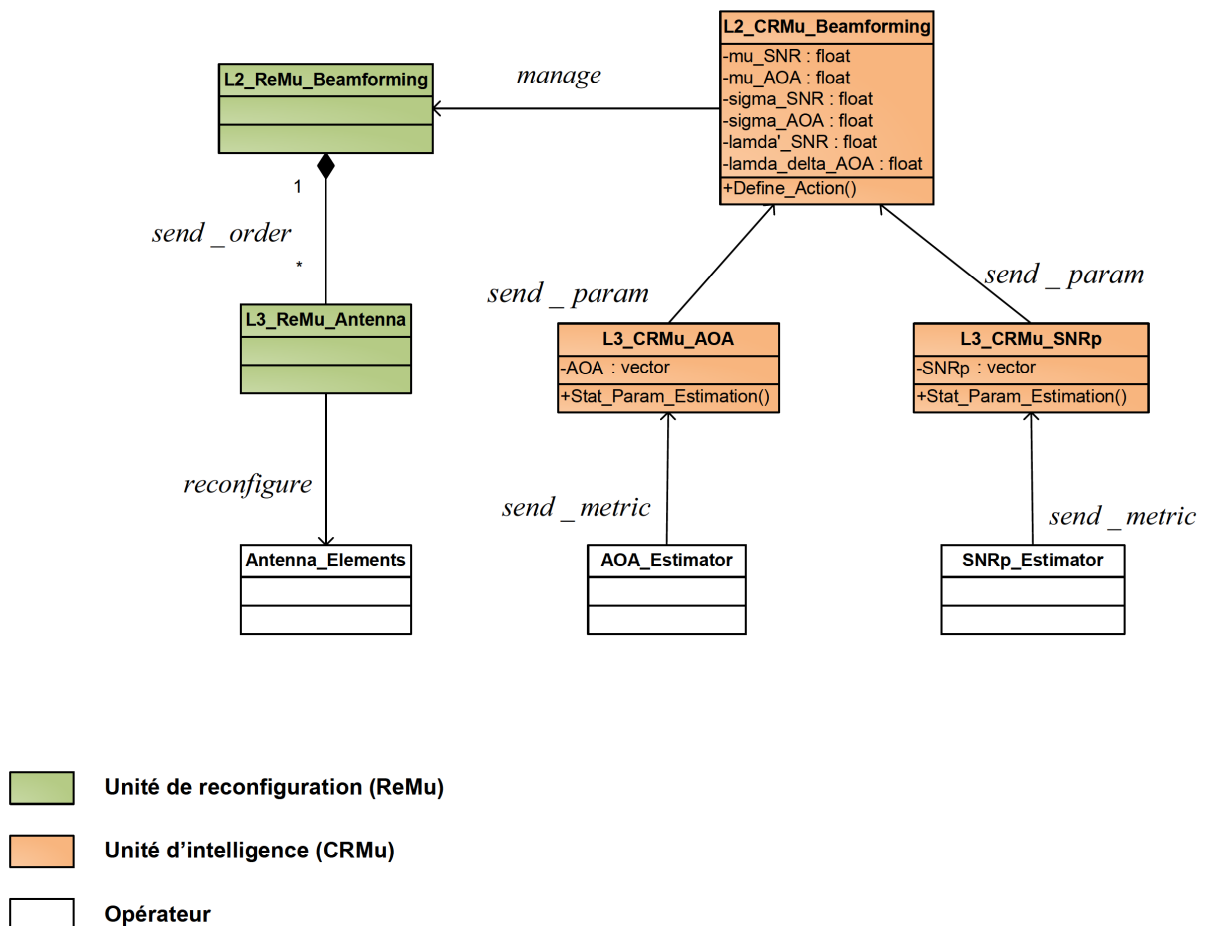 L2_CRMu_Beamforming
-mu_SNR : float
-mu_AOA : float
-sigma_SNR : float
-sigma_AOA : float
-lamda'_SNR : float
-lamda_delta_AOA : float
+Define_Action()
manage
L2_ReMu_Beamforming
1
send _ order
*
send _ param
send _ param
L3_ReMu_Antenna
L3_CRMu_AOA
-AOA : vector
+Stat_Param_Estimation()
L3_CRMu_SNRp
-SNRp : vector
+Stat_Param_Estimation()
reconfigure
send _ metric
send _ metric
Antenna_Elements
AOA_Estimator
SNRp_Estimator
Unité de reconfiguration (ReMu)
Unité d’intelligence (CRMu)
Opérateur